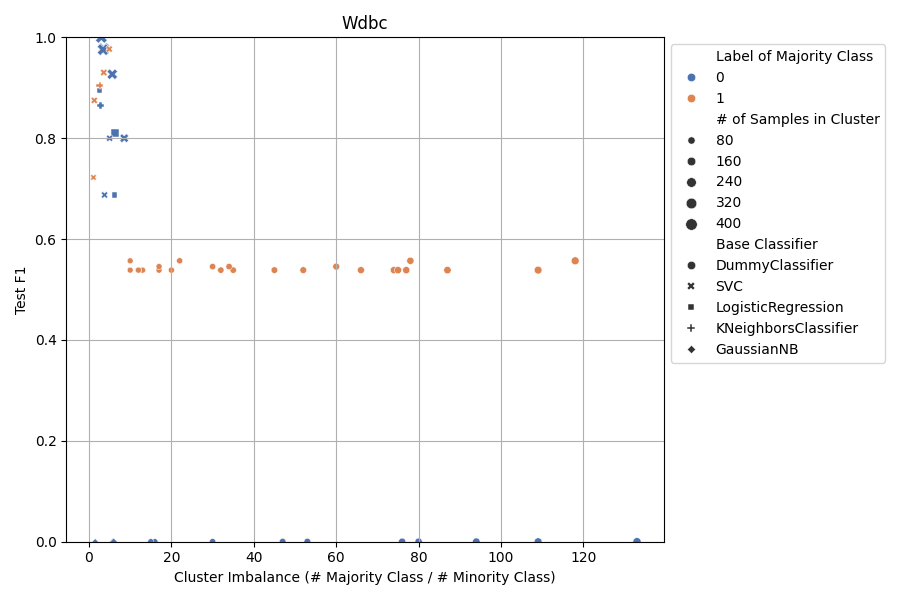 Wdbc
1.0
0.8
0.6
0.4
0.2
0.0
Test F1
0 20 40 60 80 100 120
Cluster Imbalance (# Majority Class / # Minority Class)
Label of Majority Class
0
1
# of Samples in Cluster
80
160
240
320
400
Base Classifier
DummyClassifier
SVC
LogisticRegression
KNeighborsClassifier
GaussianNB